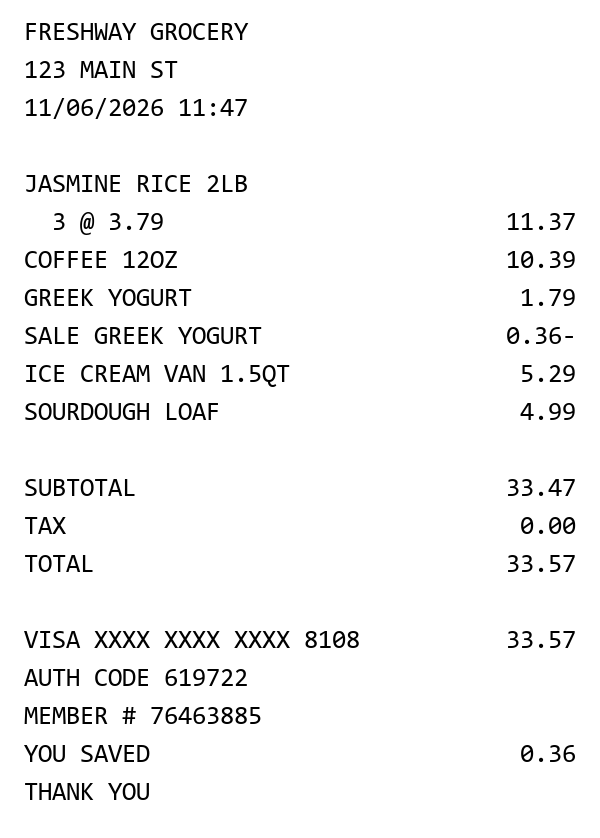 FRESHWAY GROCERY
123 MAIN ST
11/06/2026 11:47
JASMINE RICE 2LB
3 @ 3.79 11.37
COFFEE 12OZ 10.39
GREEK YOGURT 1.79
SALE GREEK YOGURT 0.36-
ICE CREAM VAN 1.5QT 5.29
SOURDOUGH LOAF 4.99
SUBTOTAL 33.47
TAX 0.00
TOTAL 33.57
VISA XXXX XXXX XXXX 8108 33.57
AUTH CODE 619722
MEMBER # 76463885
YOU SAVED 0.36
THANK YOU